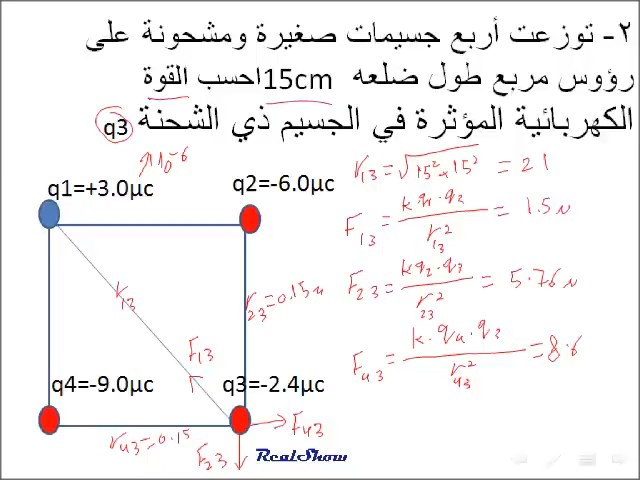 ٢- توزعت أربع جسيمات صغيرة ومشحونة على
رؤوس مربع طول ضلعه 15cm احسب القوة
الكهربائية المؤثرة في الجسيم ذي الشحنة q3
x10^-6
q1=+3.0µc
q2=-6.0µc
r13 = √15² + 15² = 21
F13 = k q1 · q3 / r13² = 1.5 N
F23 = k q2 · q3 / r23² = 5.76 N
F43 = k · q4 · q3 / r43² = 8.6
r13
r23 = 0.15 m
F13
q4=-9.0µc
q3=-2.4µc
r43 = 0.15
F43
F23
RealShow